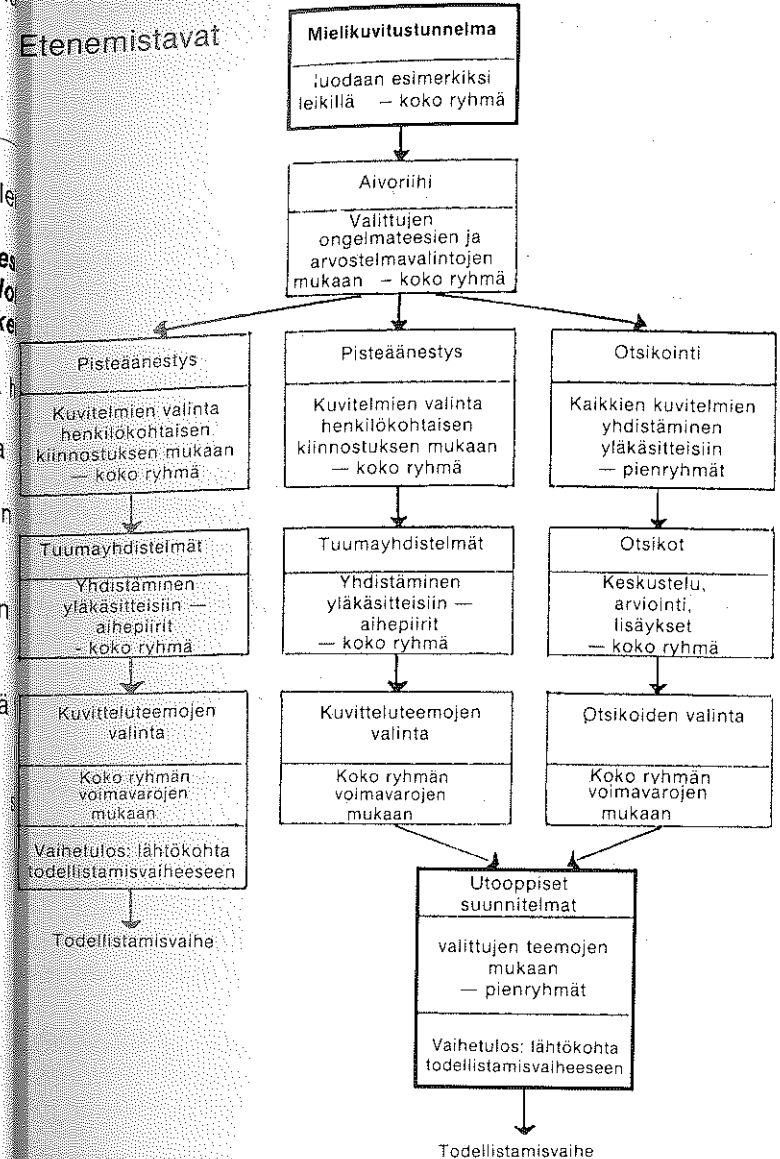 Etenemistavat
Mielikuvitustunnelma
luodaan esimerkiksi
leikillä — koko ryhmä
Aivoriihi
Valittujen
ongelmateesien ja
arvostelmavalintojen
mukaan — koko ryhmä
Pisteäänestys
Kuvitelmien valinta
henkilökohtaisen
kiinnostuksen mukaan
— koko ryhmä
Tuumayhdistelmät
Yhdistäminen
yläkäsitteisiin —
aihepiirit
- koko ryhmä
Kuvitteluteemojen
valinta
Koko ryhmän
voimavarojen
mukaan
Vaihetulos: lähtökohta
todellistamisvaiheeseen
Todellistamisvaihe
Pisteäänestys
Kuvitelmien valinta
henkilökohtaisen
kiinnostuksen mukaan
— koko ryhmä
Tuumayhdistelmät
Yhdistäminen
yläkäsitteisiin —
aihepiirit
— koko ryhmä
Kuvitteluteemojen
valinta
Koko ryhmän
voimavarojen
mukaan
Otsikointi
Kaikkien kuvitelmien
yhdistäminen
yläkäsitteisiin
— pienryhmät
Otsikot
Keskustelu,
arviointi,
lisäykset
— koko ryhmä
Otsikoiden valinta
Koko ryhmän
voimavarojen
mukaan
Utooppiset
suunnitelmat
valittujen teemojen
mukaan
— pienryhmät
Vaihetulos: lähtökohta
todellistamisvaiheeseen
Todellistamisvaihe